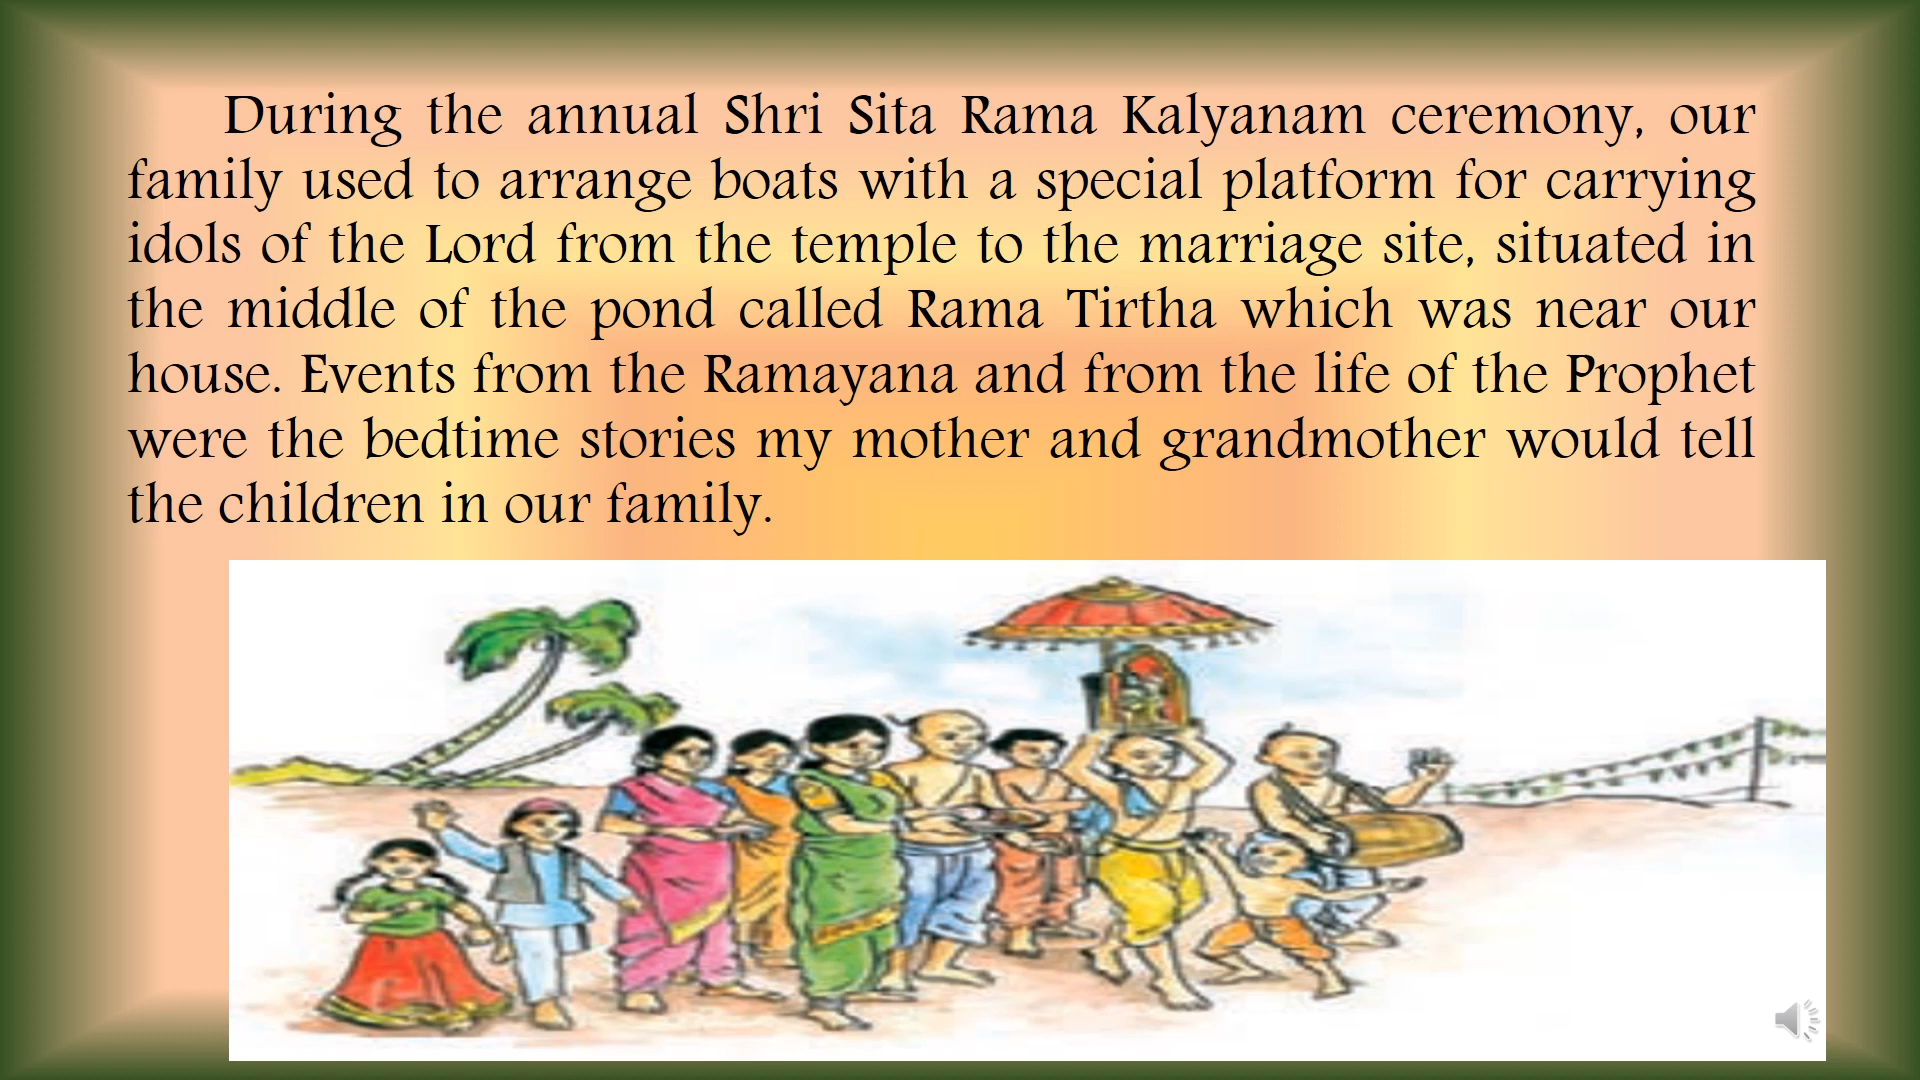 During the annual Shri Sita Rama Kalyanam ceremony, our
family used to arrange boats with a special platform for carrying
idols of the Lord from the temple to the marriage site, situated in
the middle of the pond called Rama Tirtha which was near our
house. Events from the Ramayana and from the life of the Prophet
were the bedtime stories my mother and grandmother would tell
the children in our family.